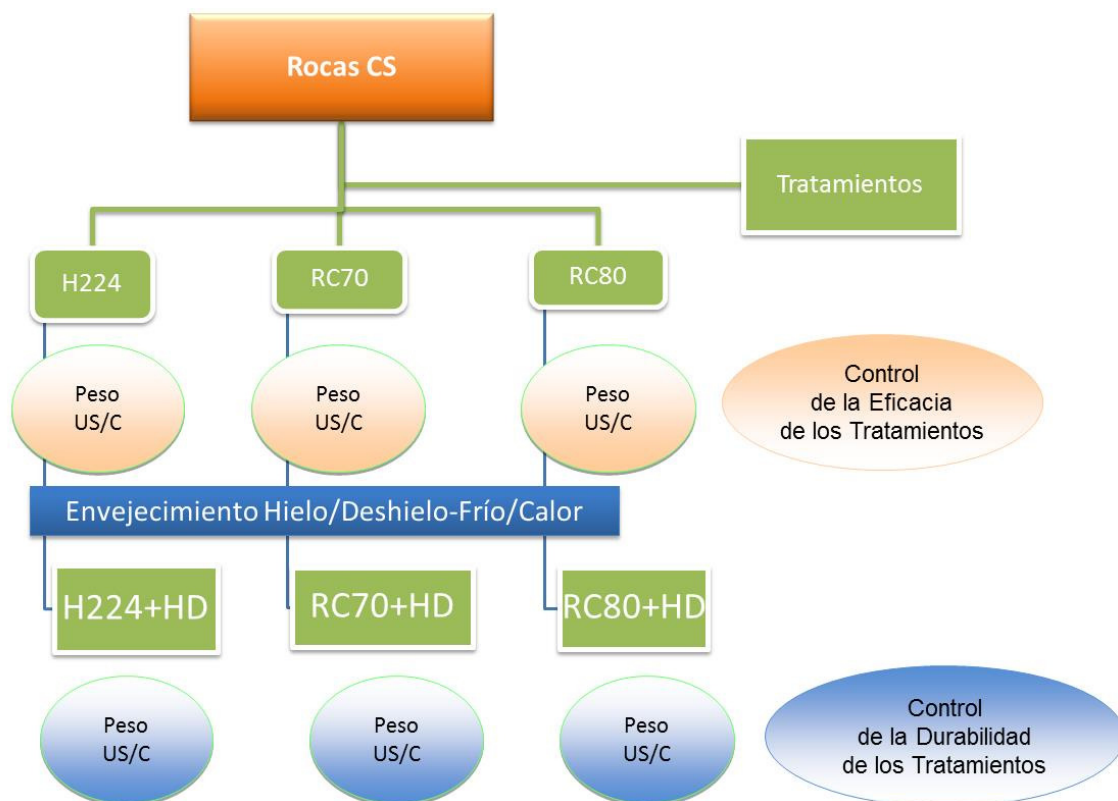 Rocas CS
Tratamientos
H224
RC70
RC80
Peso
US/C
Peso
US/C
Peso
US/C
Control
de la Eficacia
de los Tratamientos
Envejecimiento Hielo/Deshielo-Frío/Calor
H224+HD
RC70+HD
RC80+HD
Peso
US/C
Peso
US/C
Peso
US/C
Control
de la Durabilidad
de los Tratamientos